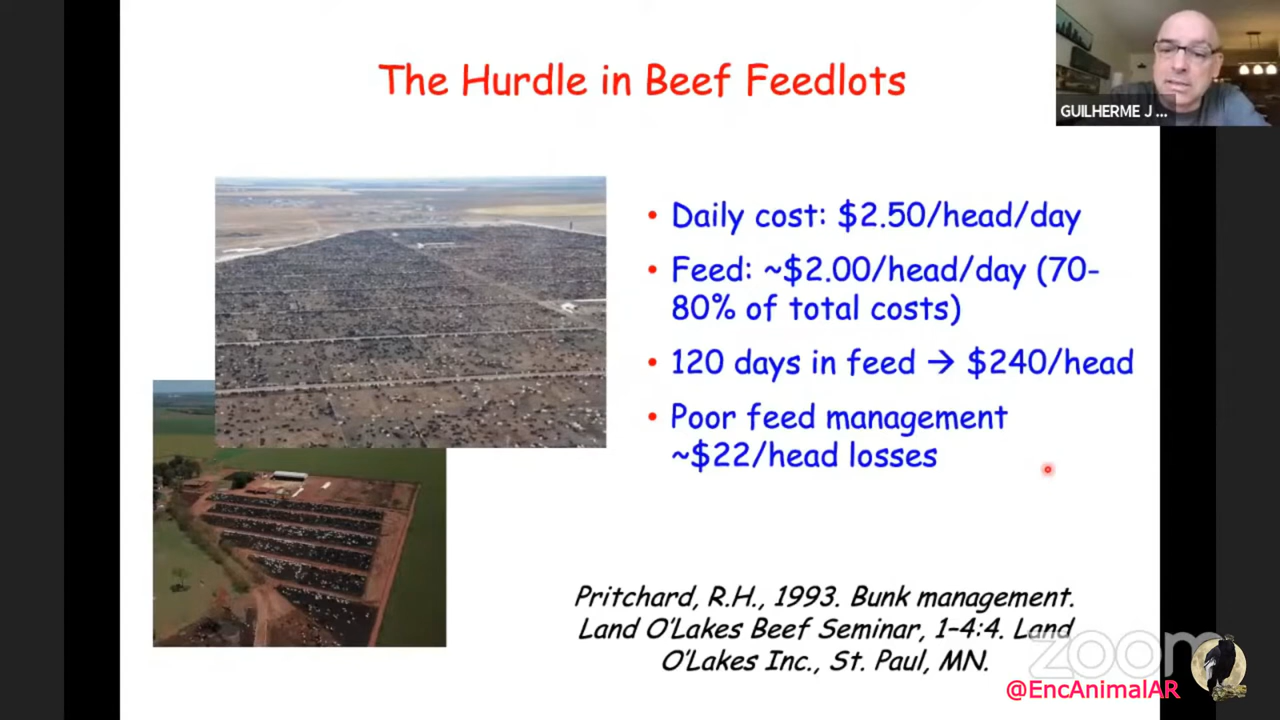 The Hurdle in Beef Feedlots
GUILHERME J ...
• Daily cost: $2.50/head/day
• Feed: ~$2.00/head/day (70-
80% of total costs)
• 120 days in feed → $240/head
• Poor feed management
~$22/head losses
Pritchard, R.H., 1993. Bunk management.
Land O'Lakes Beef Seminar, 1–4:4. Land
O'Lakes Inc., St. Paul, MN.
zoom
@EncAnimalAR